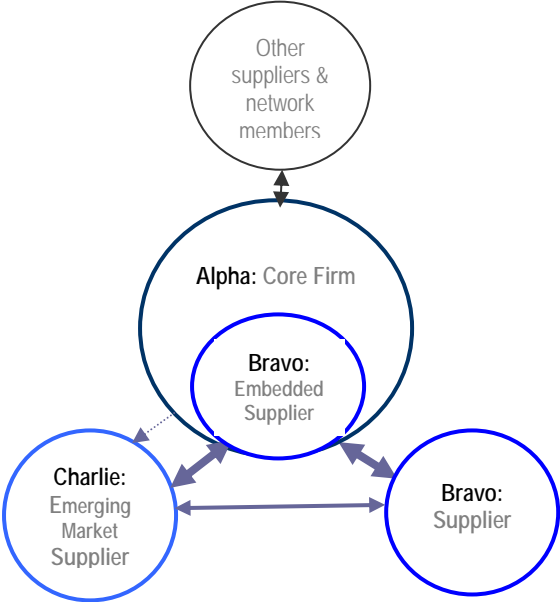 Other
suppliers &
network
members
Alpha: Core Firm
Bravo:
Embedded
Supplier
Charlie:
Emerging
Market
Supplier
Bravo:
Supplier